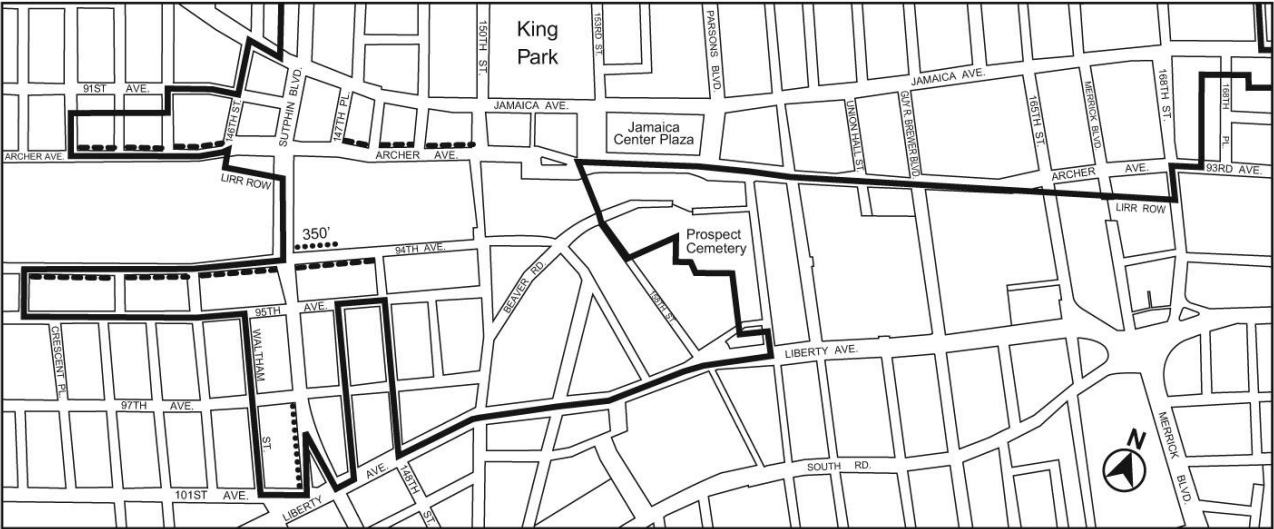 150TH ST.
King
Park
153RD ST.
PARSONS BLVD.
JAMAICA AVE.
168TH ST.
91ST AVE.
SUTPHIN BLVD.
147TH PL.
146TH ST.
JAMAICA AVE.
Jamaica
Center Plaza
UNION HALL ST.
GUY R. BREWER BLVD.
165TH ST.
MERRICK BLVD.
168TH
PL.
ARCHER AVE.
ARCHER AVE.
ARCHER AVE.
93RD AVE.
LIRR ROW
LIRR ROW
350'
94TH AVE.
Prospect
Cemetery
BEAVER RD.
159TH ST.
95TH AVE.
CRESCENT PL.
WALTHAM
ST.
LIBERTY AVE.
97TH AVE.
MERRICK
BLVD.
N
SOUTH RD.
101ST AVE.
LIBERTY AVE.
148TH
ST.